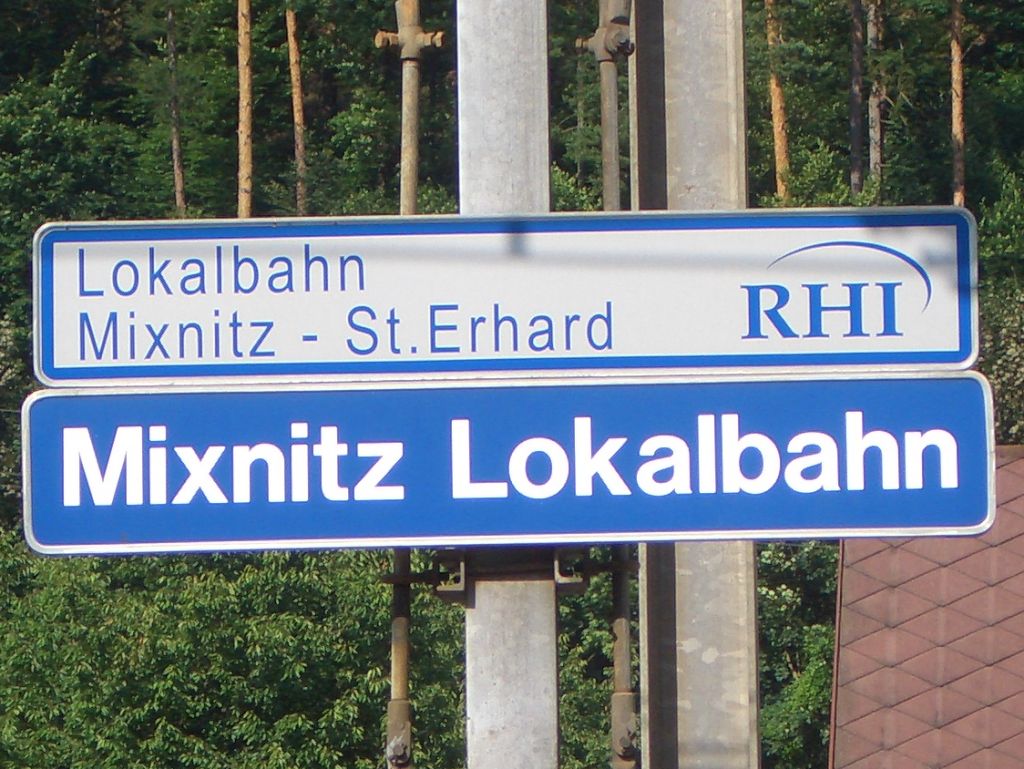 Lokalbahn
Mixnitz - St.Erhard
RHI
Mixnitz Lokalbahn